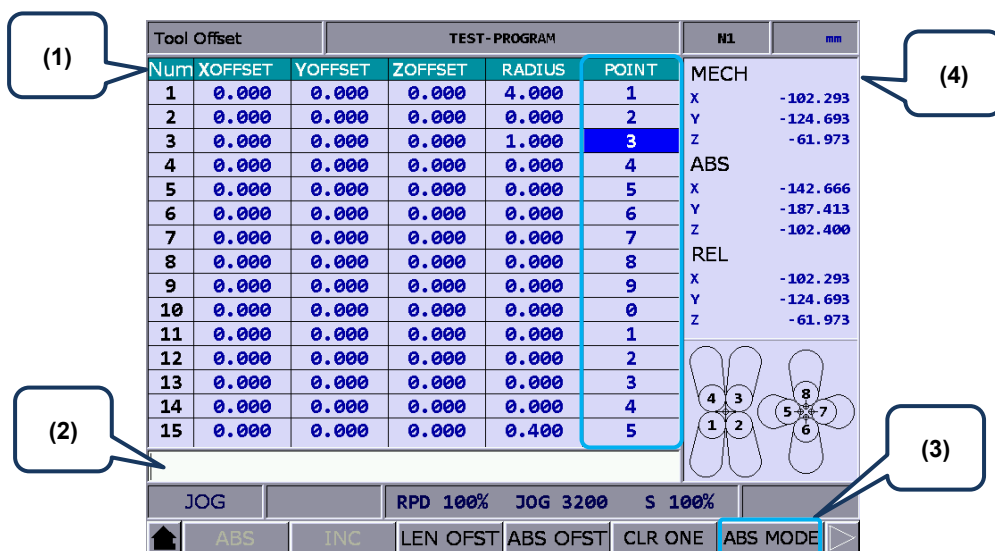 (1)
(2)
(3)
(4)
Tool Offset TEST-PROGRAM N1 mm
Num XOFFSET YOFFSET ZOFFSET RADIUS POINT
1 0.000 0.000 0.000 4.000 1
2 0.000 0.000 0.000 0.000 2
3 0.000 0.000 0.000 1.000 3
4 0.000 0.000 0.000 0.000 4
5 0.000 0.000 0.000 0.000 5
6 0.000 0.000 0.000 0.000 6
7 0.000 0.000 0.000 0.000 7
8 0.000 0.000 0.000 0.000 8
9 0.000 0.000 0.000 0.000 9
10 0.000 0.000 0.000 0.000 0
11 0.000 0.000 0.000 0.000 1
12 0.000 0.000 0.000 0.000 2
13 0.000 0.000 0.000 0.000 3
14 0.000 0.000 0.000 0.000 4
15 0.000 0.000 0.000 0.400 5
MECH
X -102.293
Y -124.693
Z -61.973
ABS
X -142.666
Y -187.413
Z -102.400
REL
X -102.293
Y -124.693
Z -61.973
4 3
1 2
8
5 9 7
6
JOG RPD 100% JOG 3200 S 100%
ABS INC LEN OFST ABS OFST CLR ONE ABS MODE